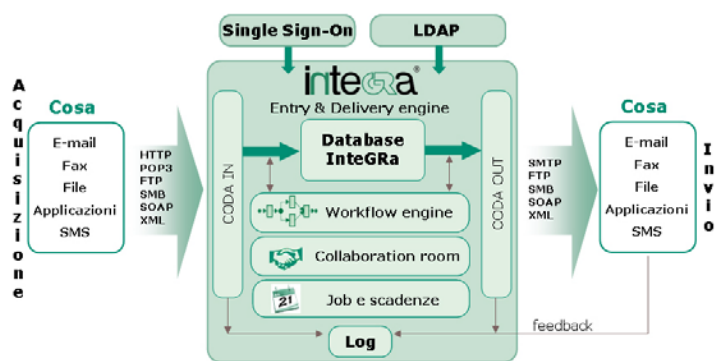 Single Sign-On
LDAP
inteGRa®
Entry & Delivery engine
Acquisizione
Cosa
E-mail
Fax
File
Applicazioni
SMS
HTTP
POP3
FTP
SMB
SOAP
XML
CODA IN
Database
InteGRa
Workflow engine
Collaboration room
21
Job e scadenze
Log
CODA OUT
SMTP
FTP
SMB
SOAP
XML
Cosa
E-mail
Fax
File
Applicazioni
SMS
Invio
feedback